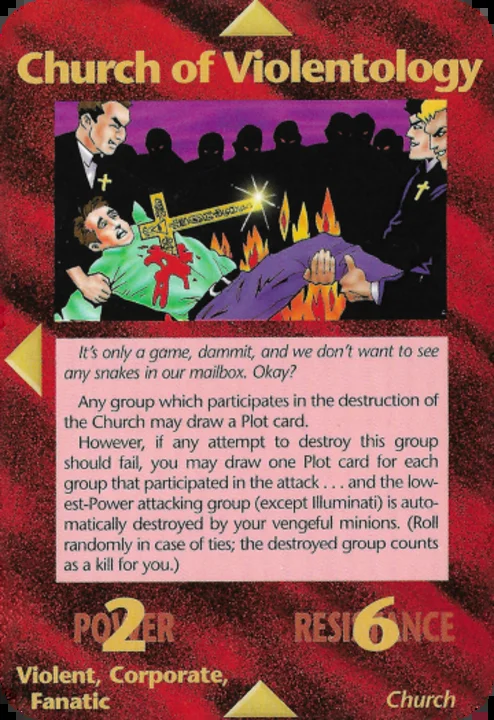 Church of Violentology
It's only a game, dammit, and we don't want to see
any snakes in our mailbox. Okay?
Any group which participates in the destruction of
the Church may draw a Plot card.
However, if any attempt to destroy this group
should fail, you may draw one Plot card for each
group that participated in the attack . . . and the low-
est-Power attacking group (except Illuminati) is auto-
matically destroyed by your vengeful minions. (Roll
randomly in case of ties; the destroyed group counts
as a kill for you.)
POWER 2
RESISTANCE 6
Violent, Corporate,
Fanatic
Church